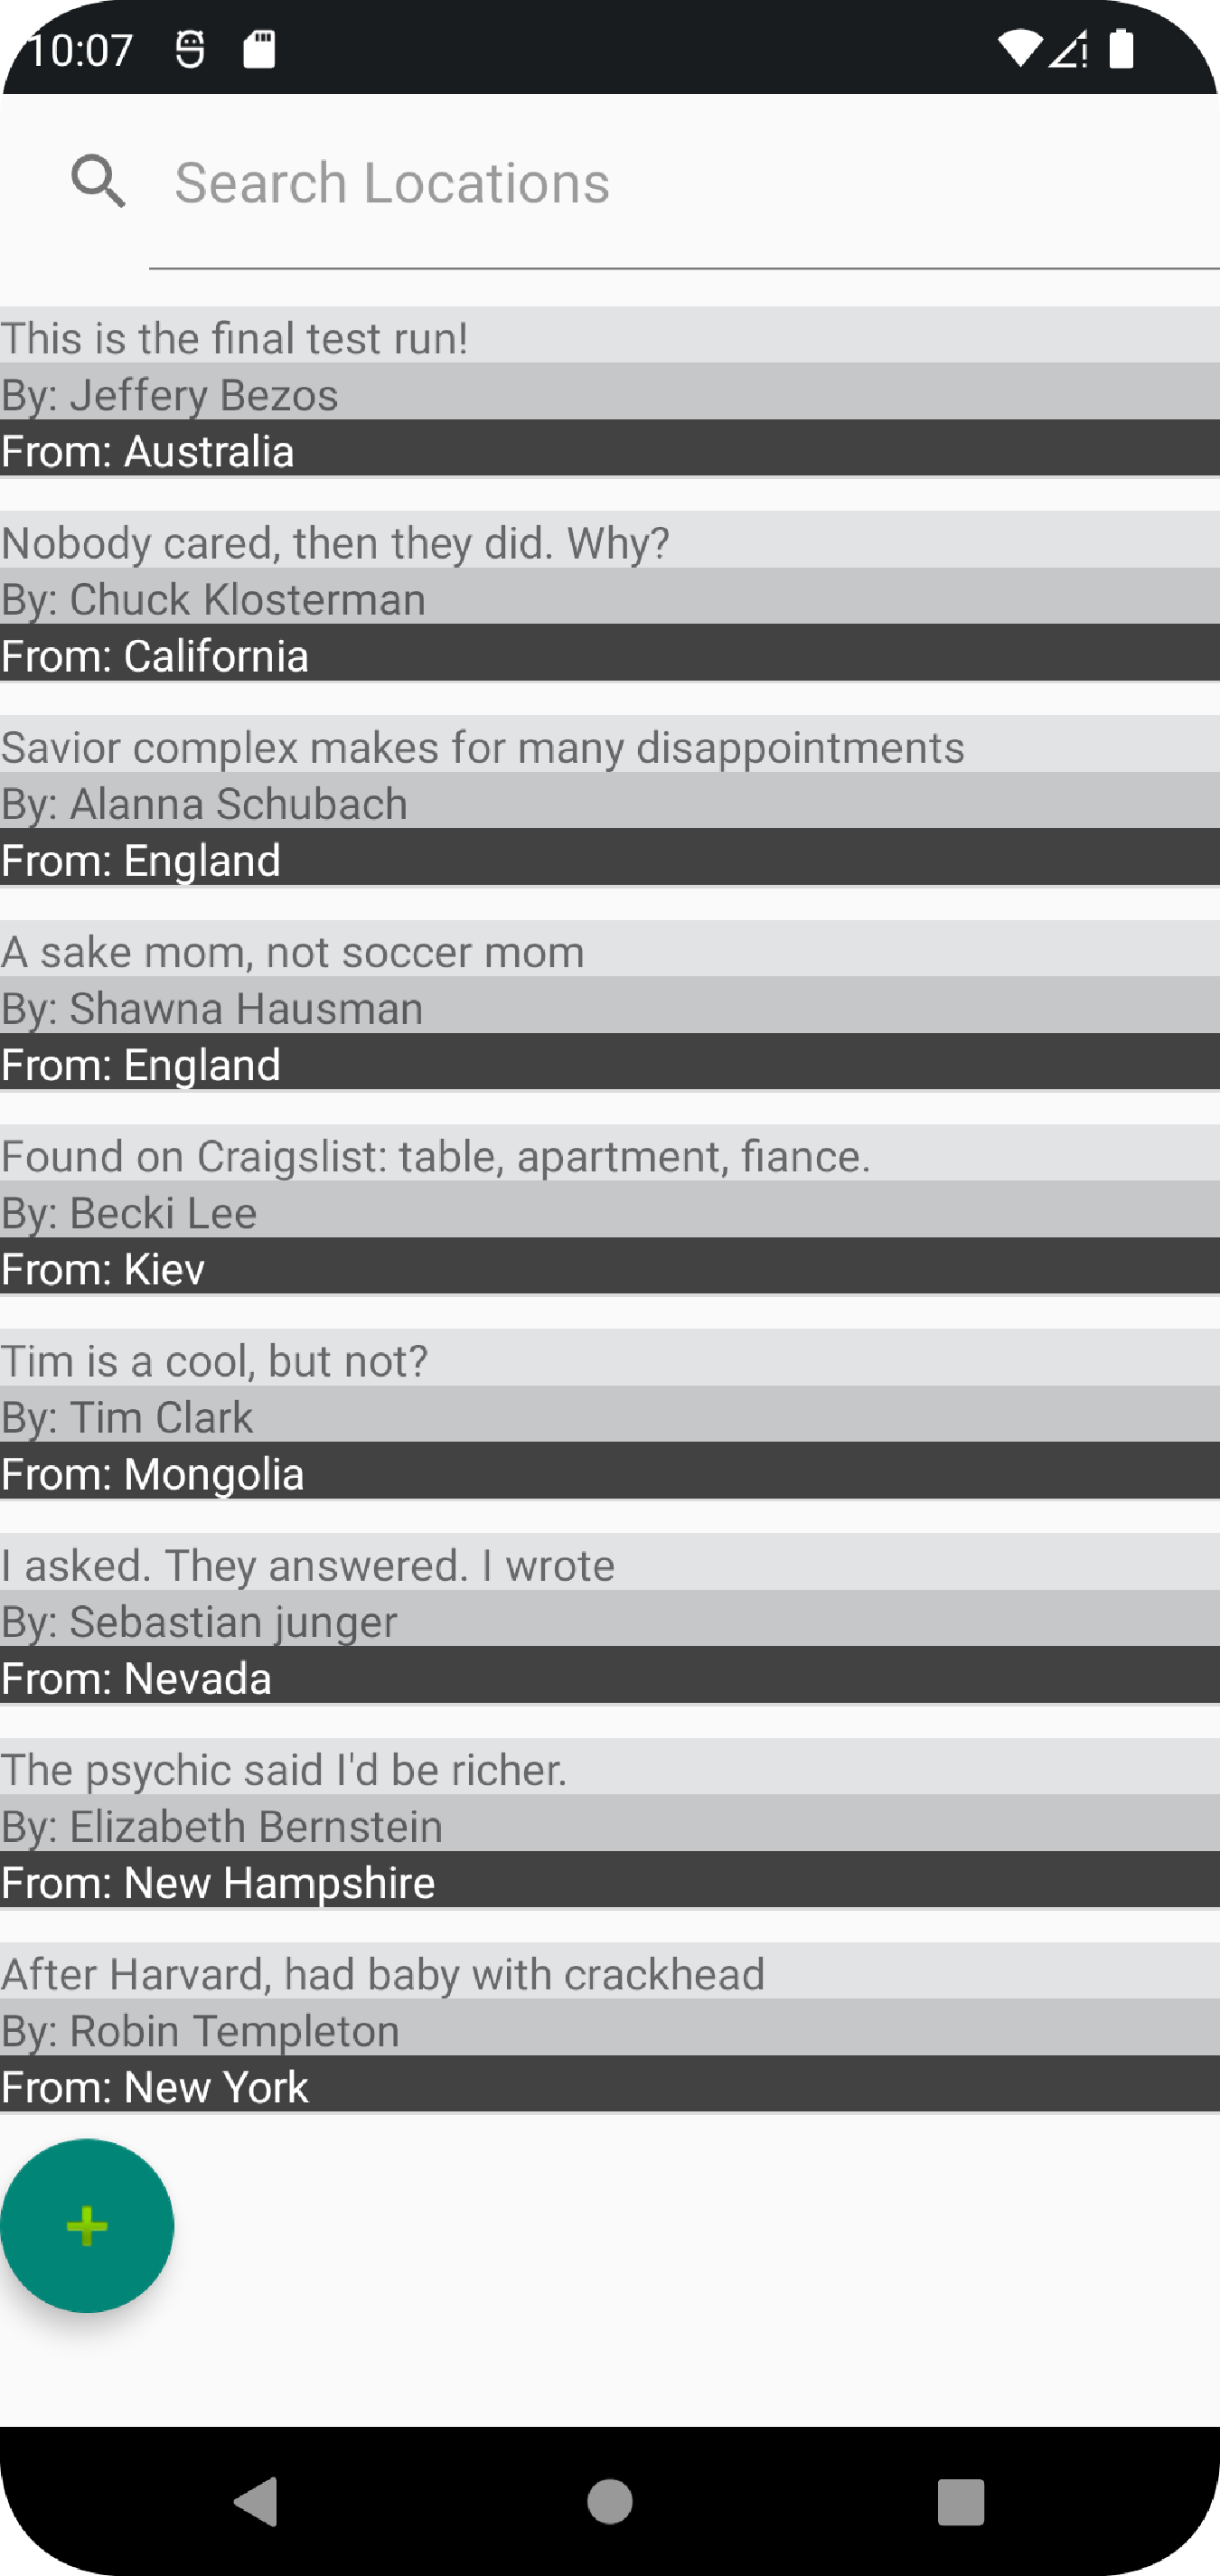 10:07
Search Locations
This is the final test run!
By: Jeffery Bezos
From: Australia
Nobody cared, then they did. Why?
By: Chuck Klosterman
From: California
Savior complex makes for many disappointments
By: Alanna Schubach
From: England
A sake mom, not soccer mom
By: Shawna Hausman
From: England
Found on Craigslist: table, apartment, fiance.
By: Becki Lee
From: Kiev
Tim is a cool, but not?
By: Tim Clark
From: Mongolia
I asked. They answered. I wrote
By: Sebastian junger
From: Nevada
The psychic said I'd be richer.
By: Elizabeth Bernstein
From: New Hampshire
After Harvard, had baby with crackhead
By: Robin Templeton
From: New York